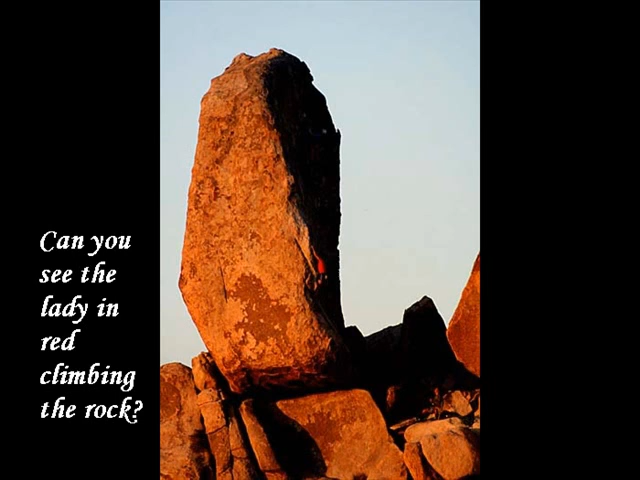 Can you
see the
lady in
red
climbing
the rock?